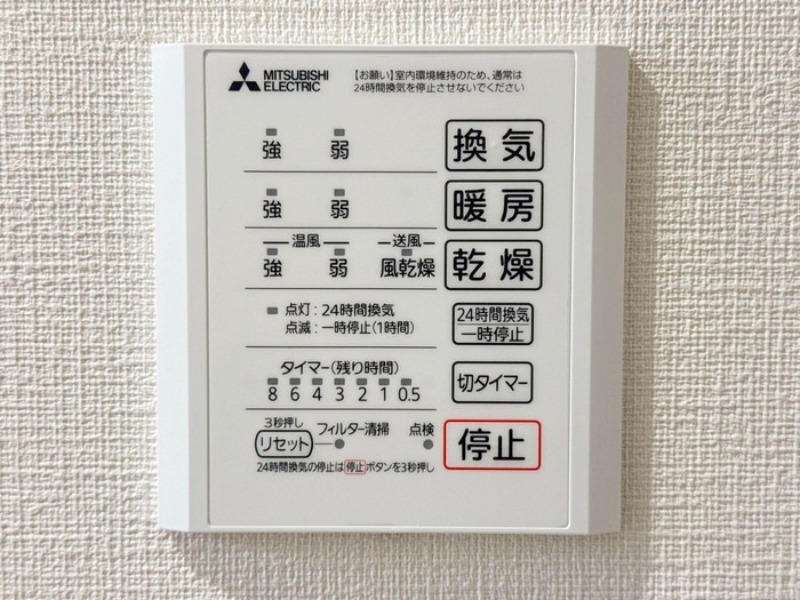 MITSUBISHI
ELECTRIC
【お願い】室内環境維持のため、通常は
24時間換気を停止させないでください
強 弱 換気
強 弱 暖房
温風 送風
強 弱 風乾燥 乾燥
点灯：24時間換気
点滅：一時停止(1時間)
24時間換気
一時停止
タイマー(残り時間)
8 6 4 3 2 1 0.5
切タイマー
3秒押し
リセット フィルター清掃 点検
停止
24時間換気の停止は停止ボタンを3秒押し